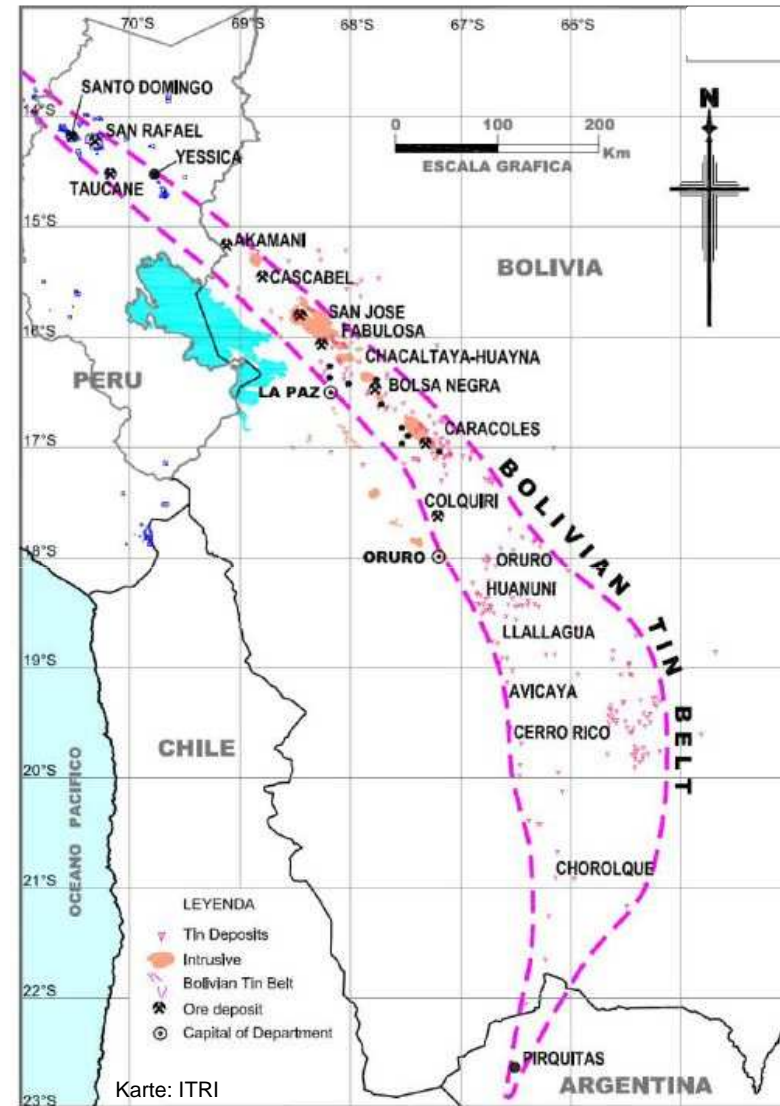 70°S
69°S
68°S
67°S
66°S
14°S
15°S
16°S
17°S
18°S
19°S
20°S
21°S
22°S
23°S
SANTO DOMINGO
SAN RAFAEL
YESSICA
TAUCANE
N
0 100 200
Km
ESCALA GRAFICA
AKAMANI
CASCABEL
BOLIVIA
SAN JOSE
FABULOSA
CHACALTAYA-HUAYNA
PERU
LA PAZ
BOLSA NEGRA
CARACOLES
BOLIVIAN TIN BELT
COLQUIRI
ORURO
ORURO
HUANUNI
LLALLAGUA
AVICAYA
CERRO RICO
CHILE
OCEANO PACIFICO
CHOROLQUE
LEYENDA
Tin Deposits
Intrusive
Bolivian Tin Belt
Ore deposit
Capital of Department
PIRQUITAS
ARGENTINA
Karte: ITRI